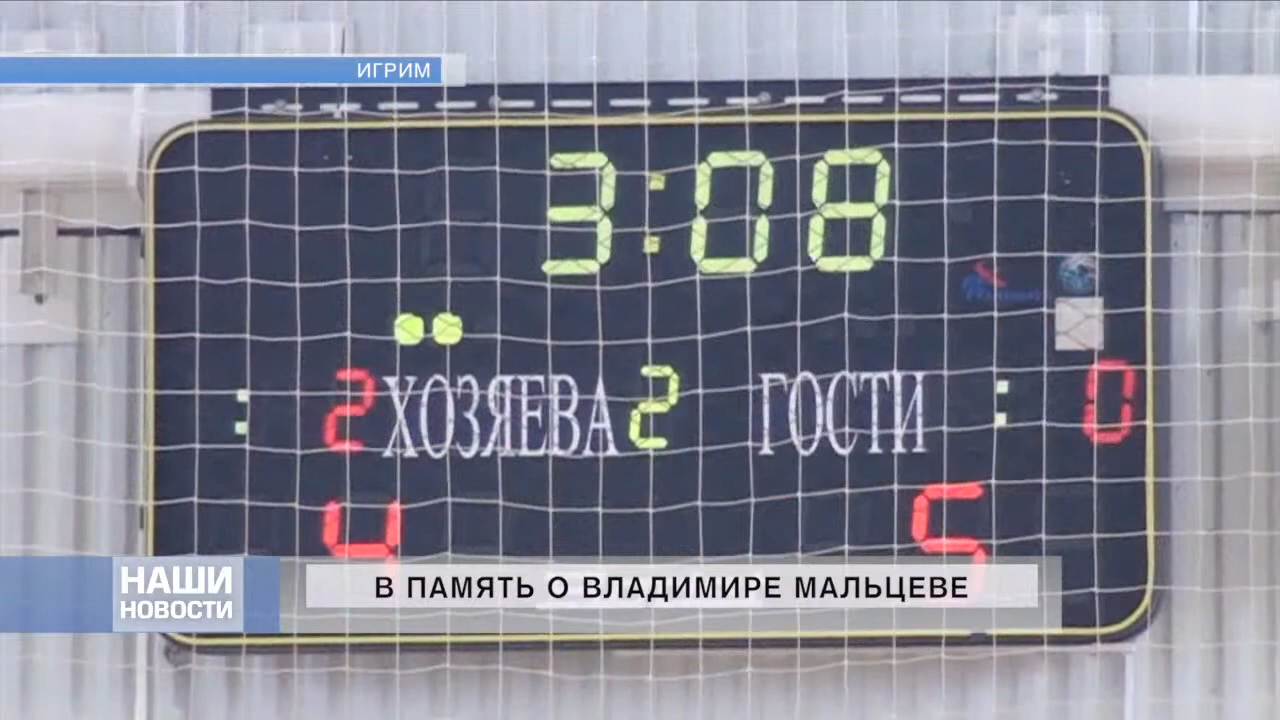 ИГРИМ
3:08
: 2 ХОЗЯЕВА 2 ГОСТИ : 0
4 5
НАШИ
НОВОСТИ
В ПАМЯТЬ О ВЛАДИМИРЕ МАЛЬЦЕВЕ